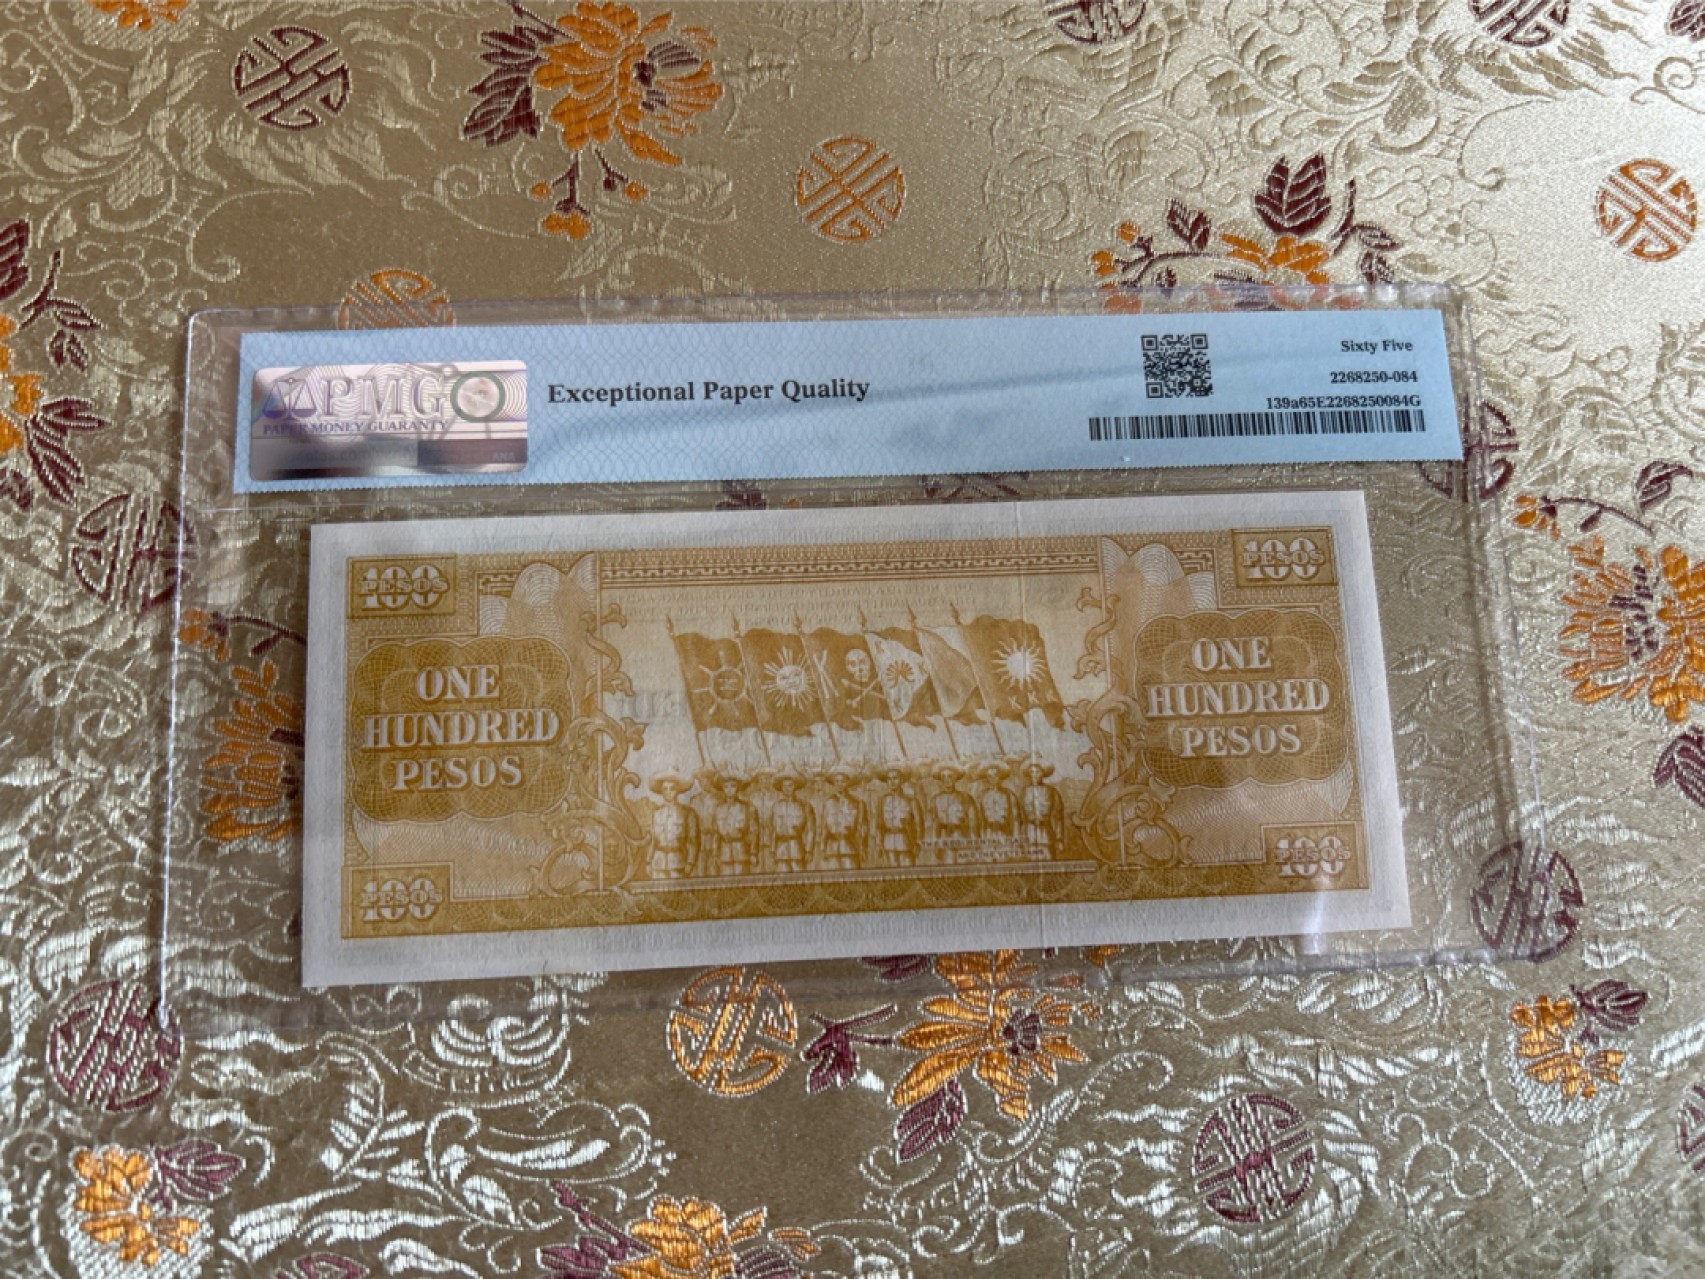 PMG
PAPER MONEY GUARANTY
Exceptional Paper Quality
Sixty Five
2268250-084
139a65E2268250084G
100
PESOS
100
PESOS
ONE
HUNDRED
PESOS
ONE
HUNDRED
PESOS
100
PESOS
100
PESOS